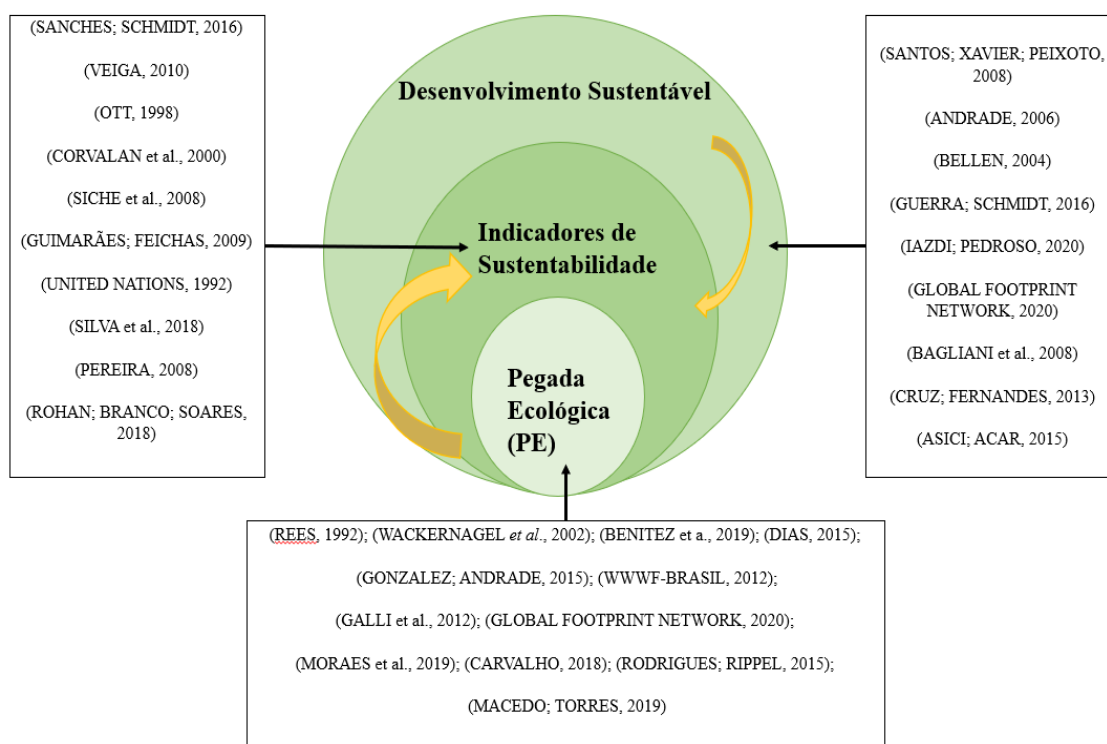 (SANCHES; SCHMIDT, 2016)
(VEIGA, 2010)
(OTT, 1998)
(CORVALAN et al., 2000)
(SICHE et al., 2008)
(GUIMARÃES; FEICHAS, 2009)
(UNITED NATIONS, 1992)
(SILVA et al., 2018)
(PEREIRA, 2008)
(ROHAN; BRANCO; SOARES,
2018)
Desenvolvimento Sustentável
Indicadores de
Sustentabilidade
Pegada
Ecológica
(PE)
(SANTOS; XAVIER; PEIXOTO,
2008)
(ANDRADE, 2006)
(BELLEN, 2004)
(GUERRA; SCHMIDT, 2016)
(IAZDI; PEDROSO, 2020)
(GLOBAL FOOTPRINT
NETWORK, 2020)
(BAGLIANI et al., 2008)
(CRUZ; FERNANDES, 2013)
(ASICI; ACAR, 2015)
(REES, 1992); (WACKERNAGEL et al., 2002); (BENITEZ et a., 2019); (DIAS, 2015);
(GONZALEZ; ANDRADE, 2015); (WWWF-BRASIL, 2012);
(GALLI et al., 2012); (GLOBAL FOOTPRINT NETWORK, 2020);
(MORAES et al., 2019); (CARVALHO, 2018); (RODRIGUES; RIPPEL, 2015);
(MACEDO; TORRES, 2019)